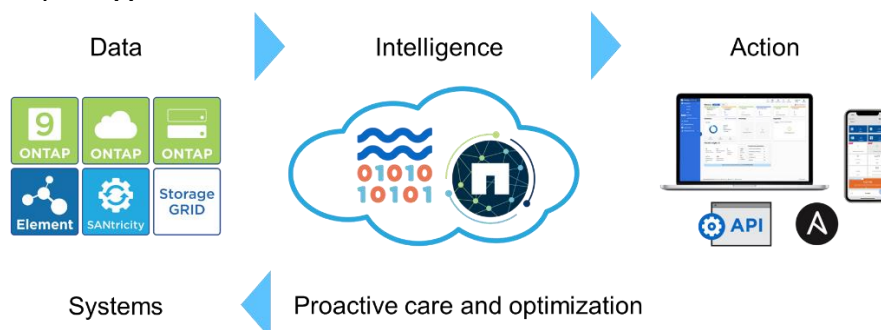 Data
Intelligence
Action
9
ONTAP
ONTAP
ONTAP
Element
SANtricity
Storage
GRID
01010
10101
n
API
A
Systems
Proactive care and optimization